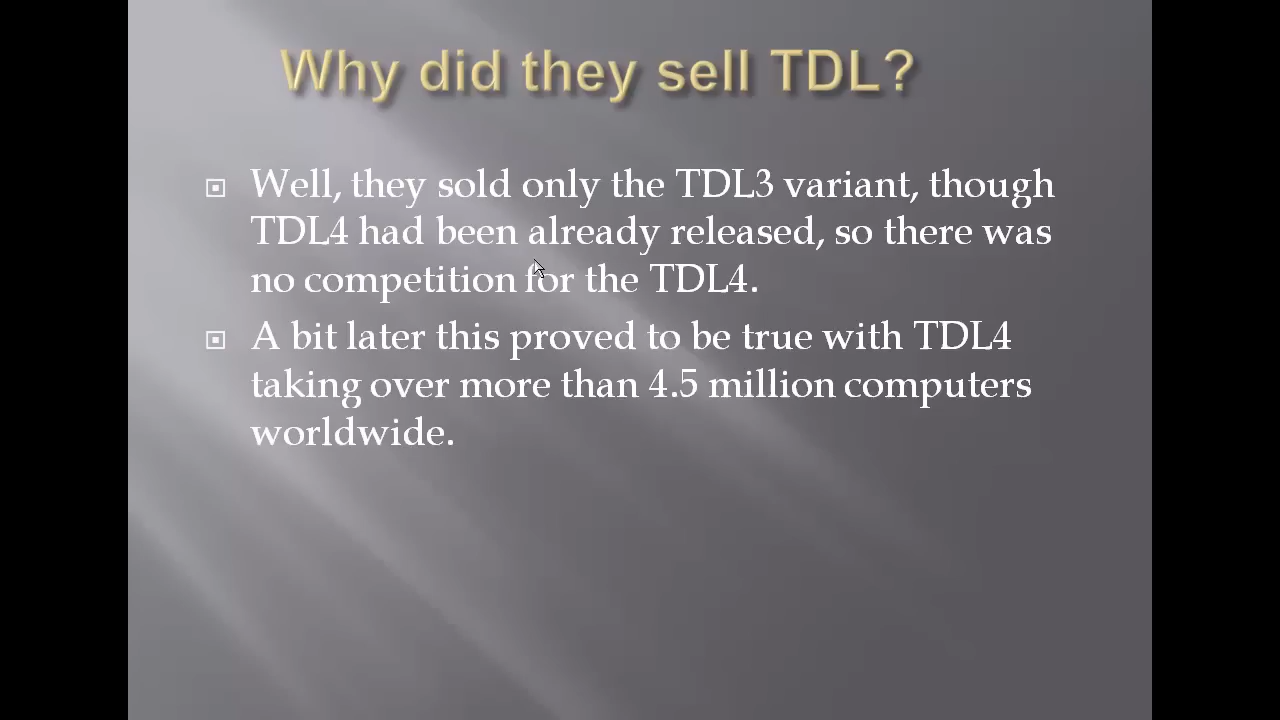 Why did they sell TDL?
Well, they sold only the TDL3 variant, though
TDL4 had been already released, so there was
no competition for the TDL4.
A bit later this proved to be true with TDL4
taking over more than 4.5 million computers
worldwide.